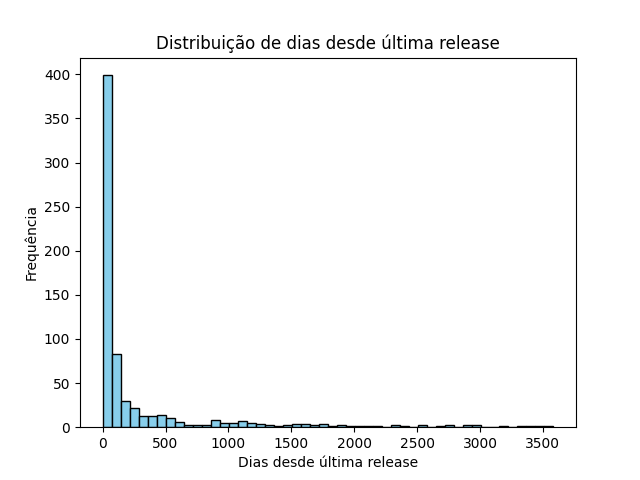 Distribuição de dias desde última release
Frequência
400
350
300
250
200
150
100
50
0
0 500 1000 1500 2000 2500 3000 3500
Dias desde última release